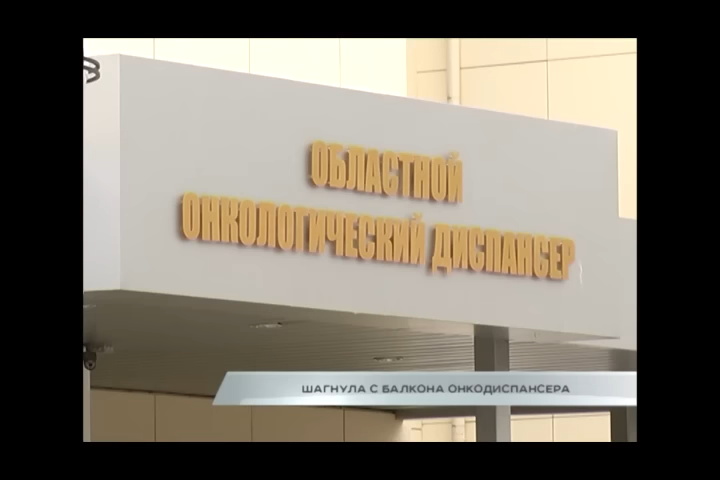 ОБЛАСТНОЙ
ОНКОЛОГИЧЕСКИЙ ДИСПАНСЕР
ШАГНУЛА С БАЛКОНА ОНКОДИСПАНСЕРА